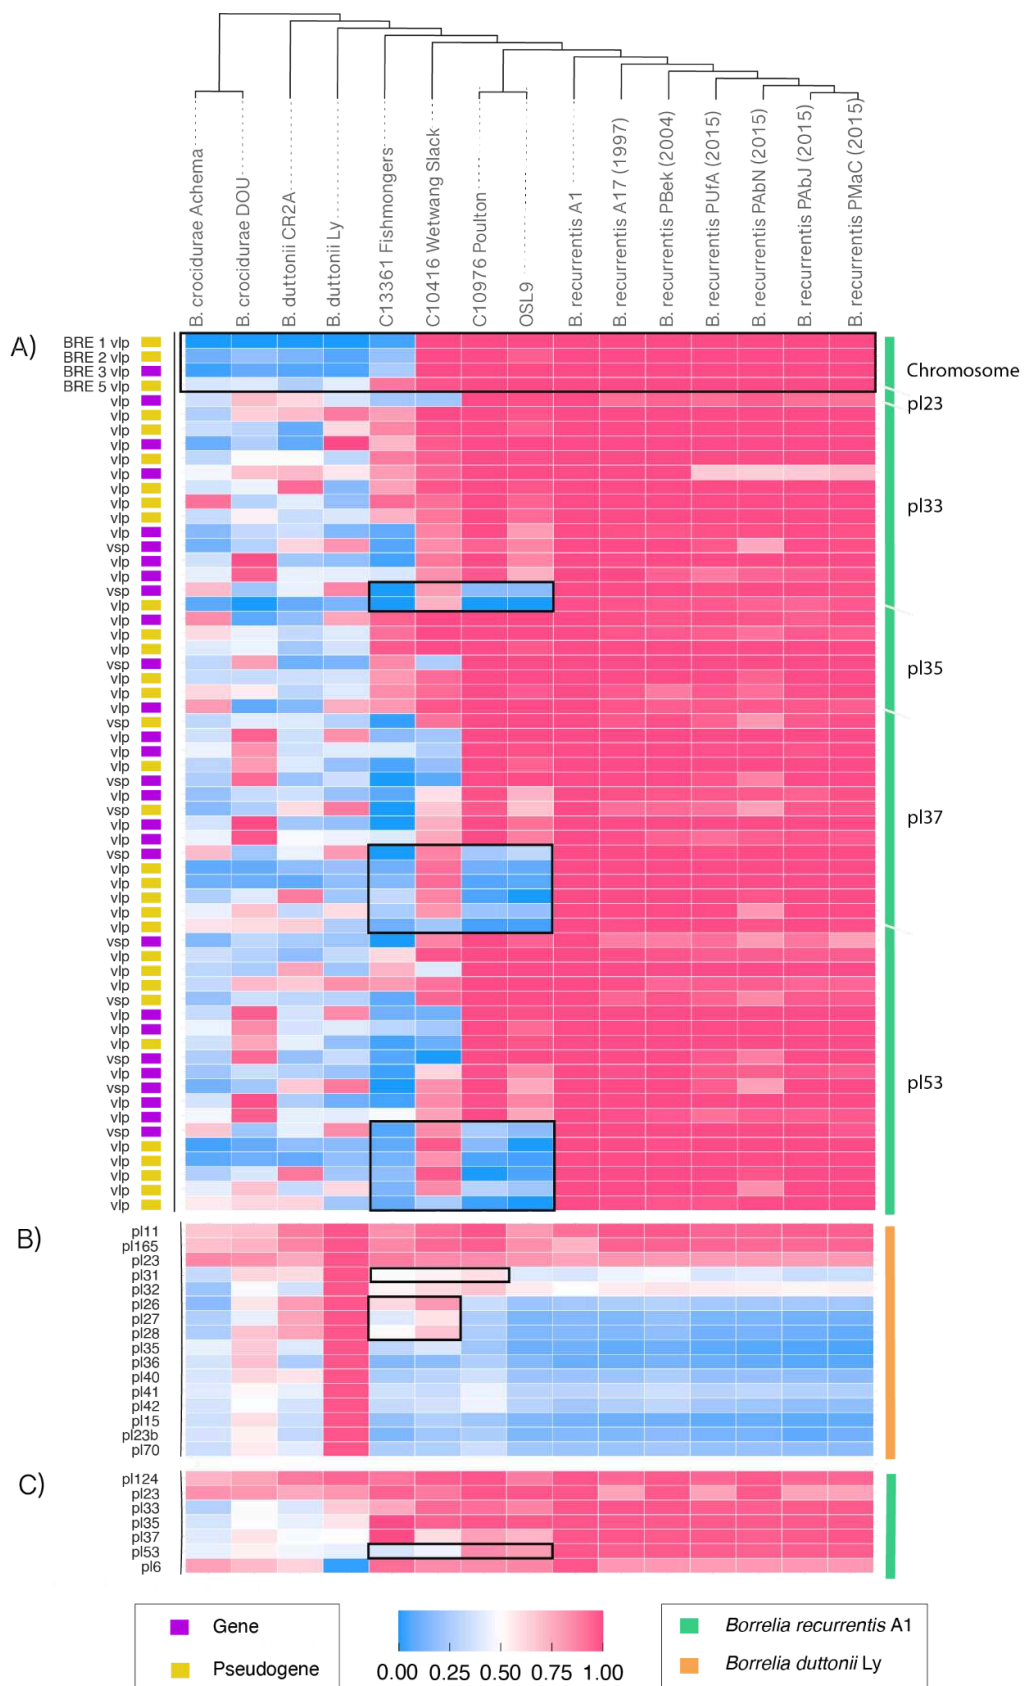 B. crocidurae Achema
B. crocidurae DOU
B. duttonii CR2A
B. duttonii Ly
C13361 Fishmongers
C10416 Wetwang Slack
C10976 Poulton
OSL9
B. recurrentis A1
B. recurrentis A17 (1997)
B. recurrentis PBek (2004)
B. recurrentis PUfA (2015)
B. recurrentis PAbN (2015)
B. recurrentis PAbJ (2015)
B. recurrentis PMaC (2015)
A)
BRE 1 vlp
BRE 2 vlp
BRE 3 vlp
BRE 5 vlp
vlp
vlp
vlp
vlp
vlp
vlp
vlp
vlp
vlp
vlp
vsp
vlp
vlp
vsp
vlp
vlp
vlp
vlp
vsp
vlp
vlp
vlp
vsp
vlp
vlp
vlp
vsp
vlp
vsp
vlp
vlp
vsp
vlp
vlp
vlp
vlp
vlp
vsp
vlp
vlp
vlp
vsp
vlp
vlp
vlp
vsp
vlp
vsp
vlp
vlp
vsp
vlp
vlp
vlp
vlp
vlp
Chromosome
pl23
pl33
pl35
pl37
pl53
B)
pl11
pl165
pl23
pl31
pl32
pl26
pl27
pl28
pl35
pl36
pl40
pl41
pl42
pl15
pl23b
pl70
C)
pl124
pl23
pl33
pl35
pl37
pl53
pl6
Gene
Pseudogene
0.00 0.25 0.50 0.75 1.00
Borrelia recurrentis A1
Borrelia duttonii Ly